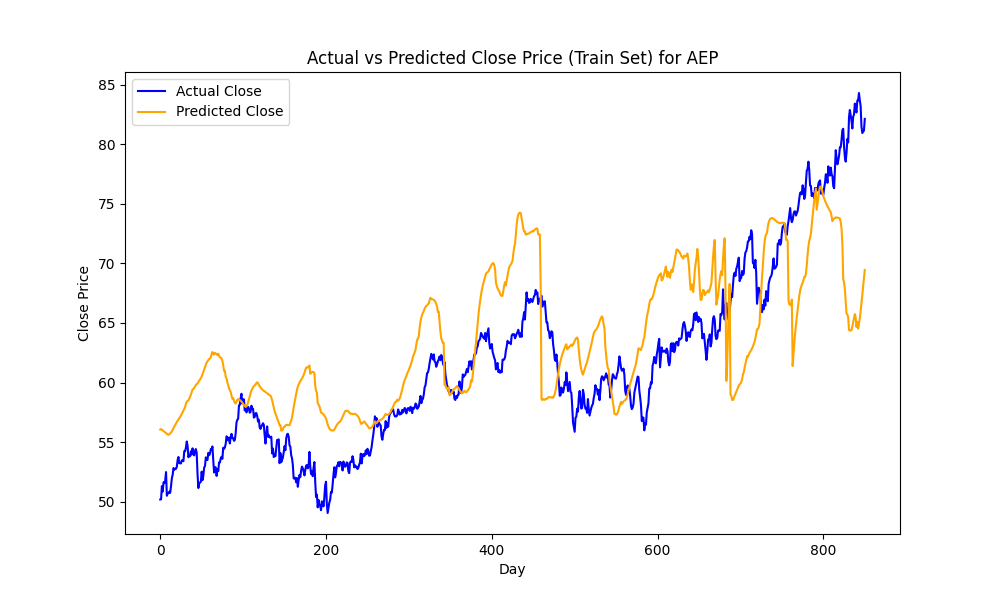 Actual vs Predicted Close Price (Train Set) for AEP
Actual Close
Predicted Close
85
80
75
70
65
60
55
50
Close Price
0 200 400 600 800
Day